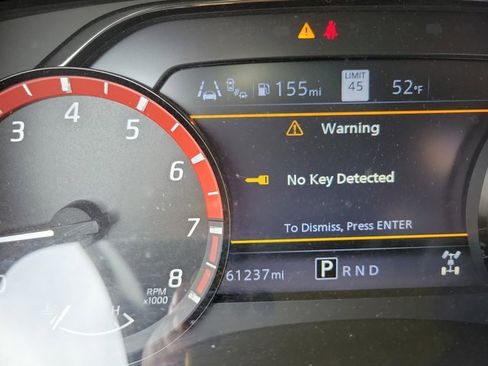 155mi LIMIT 45 52°F
Warning
No Key Detected
To Dismiss, Press ENTER
61237mi P R N D
3 4 5 6 7 8
RPM
x1000
H